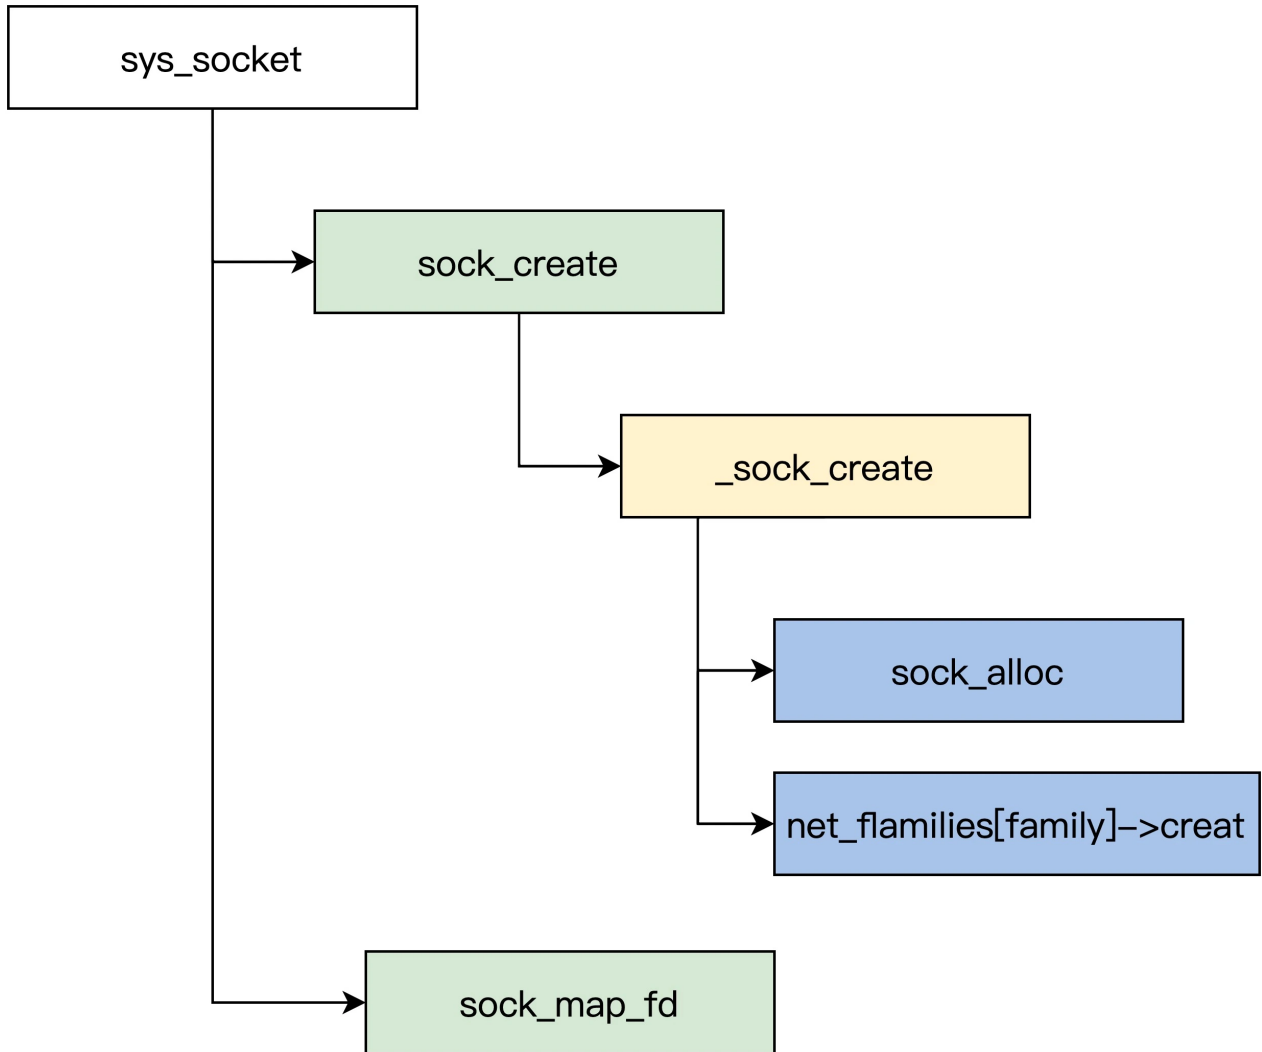 sys_socket
sock_create
_sock_create
sock_alloc
net_flamilies[family]->creat
sock_map_fd